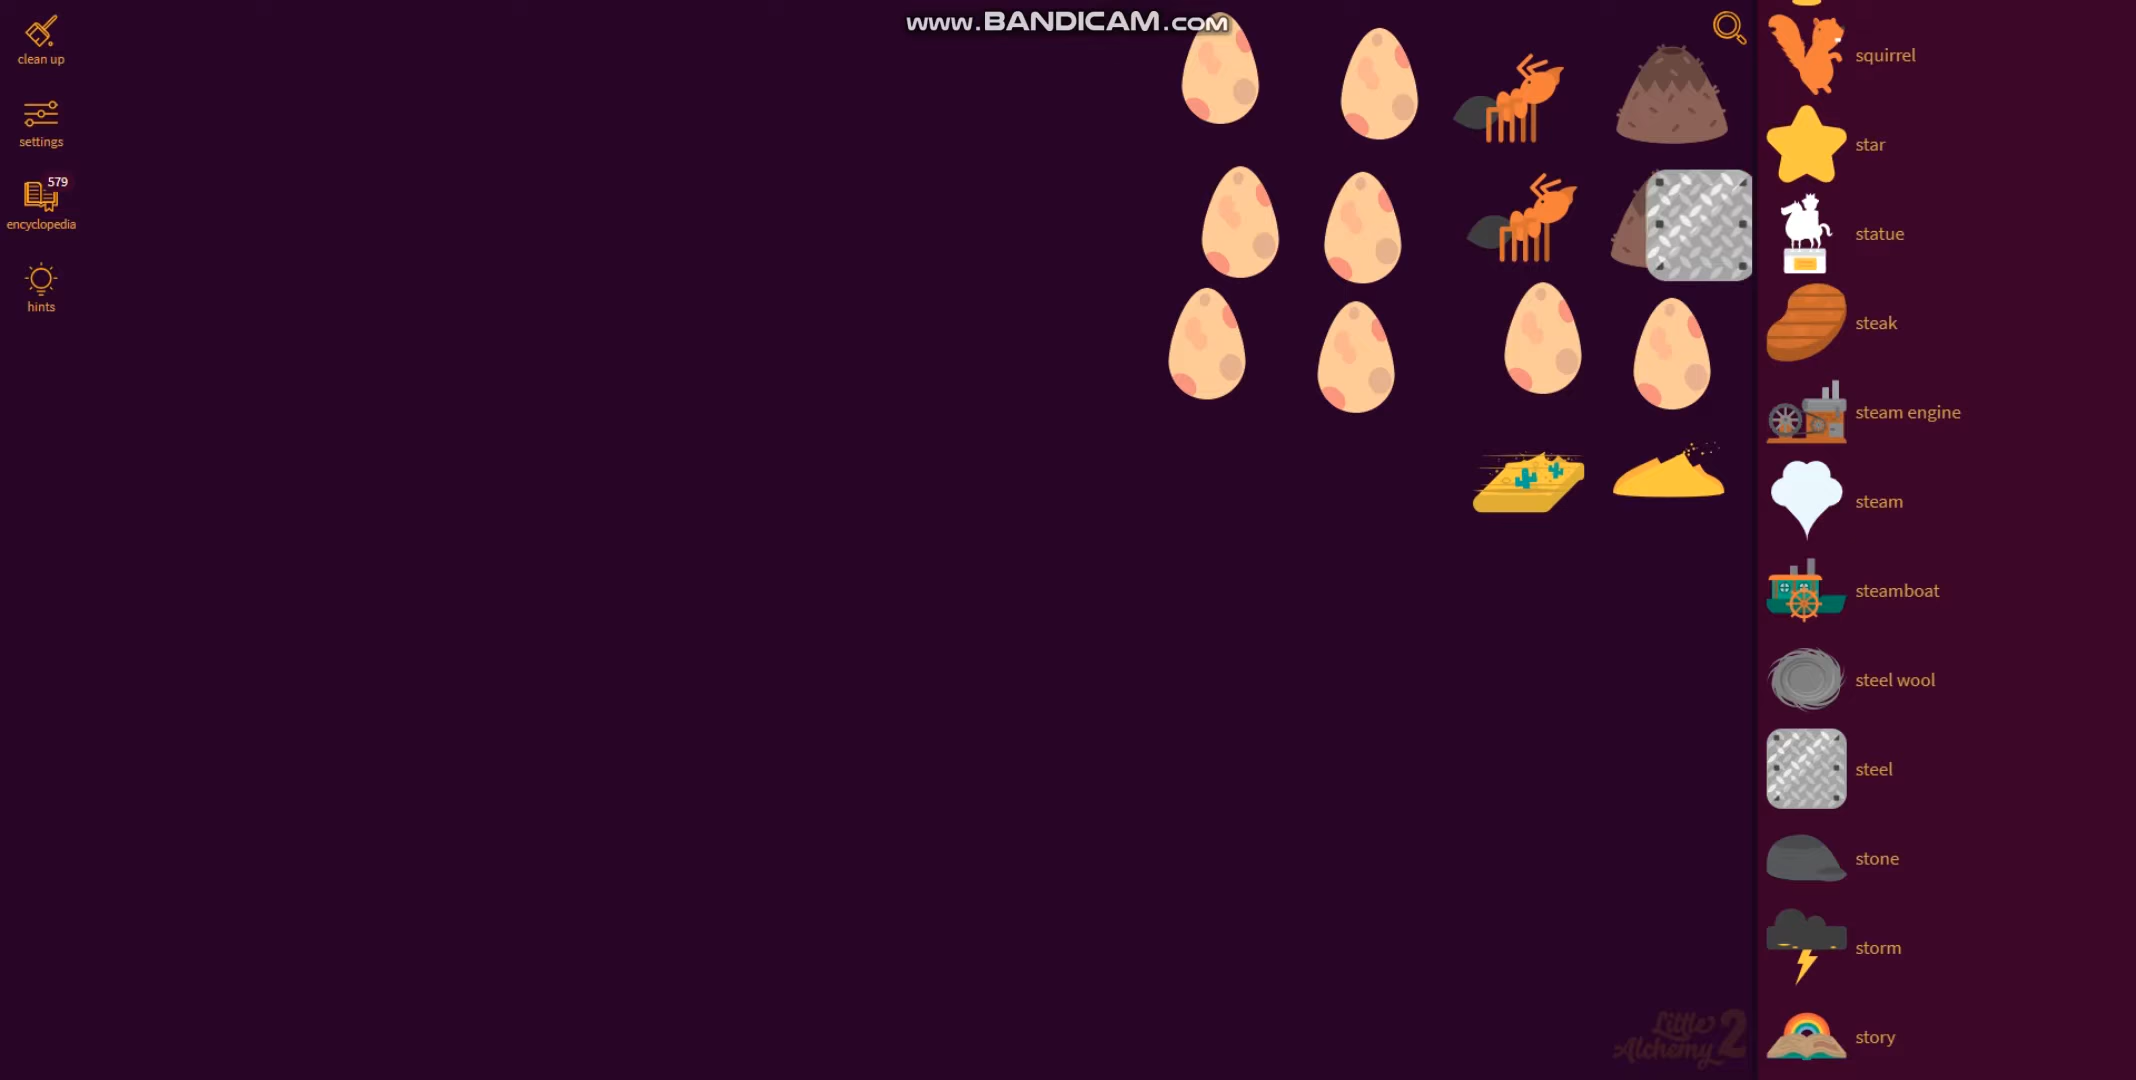 www.BANDICAM.com
clean up
settings
579
encyclopedia
hints
squirrel
star
statue
steak
steam engine
steam
steamboat
steel wool
steel
stone
storm
story
Little
Alchemy 2